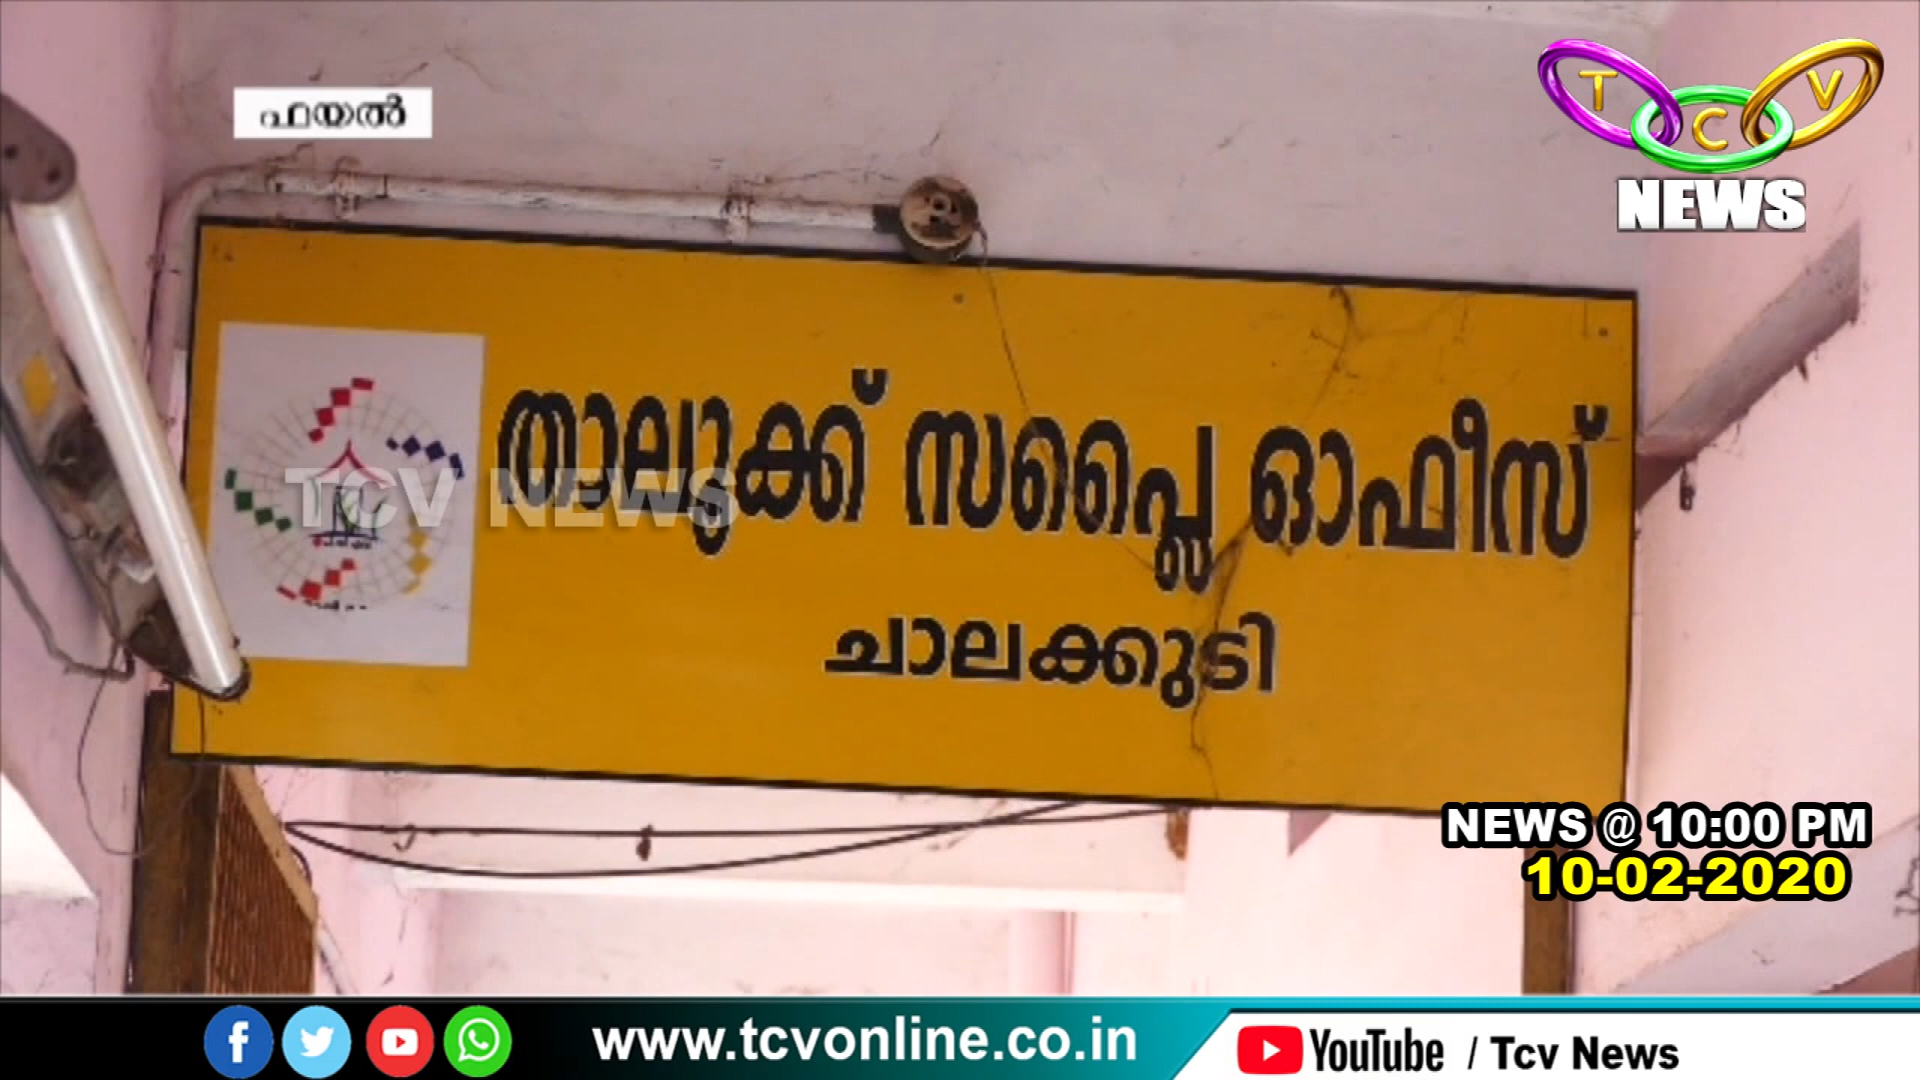 ഫയൽ
T C V
NEWS
താലൂക്ക് സപ്ലൈ ഓഫീസ്
TCV NEWS
ചാലക്കുടി
NEWS @ 10:00 PM
10-02-2020
www.tcvonline.co.in
YouTube / Tcv News